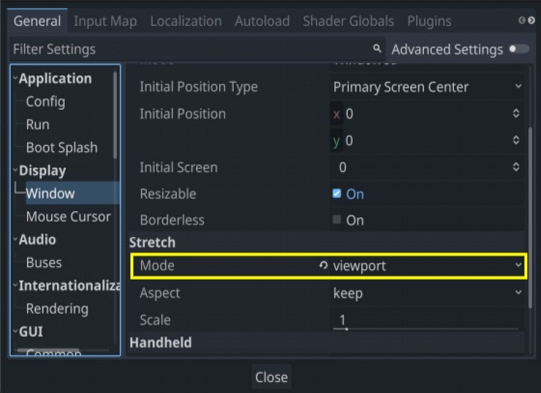 General Input Map Localization Autoload Shader Globals Plugins
Filter Settings Advanced Settings
Application
Config
Run
Boot Splash
Display
Window
Mouse Cursor
Audio
Buses
Internationaliza
Rendering
GUI
Common
Initial Position Type Primary Screen Center
Initial Position x 0
y 0
Initial Screen 0
Resizable On
Borderless On
Stretch
Mode viewport
Aspect keep
Scale 1
Handheld
Close